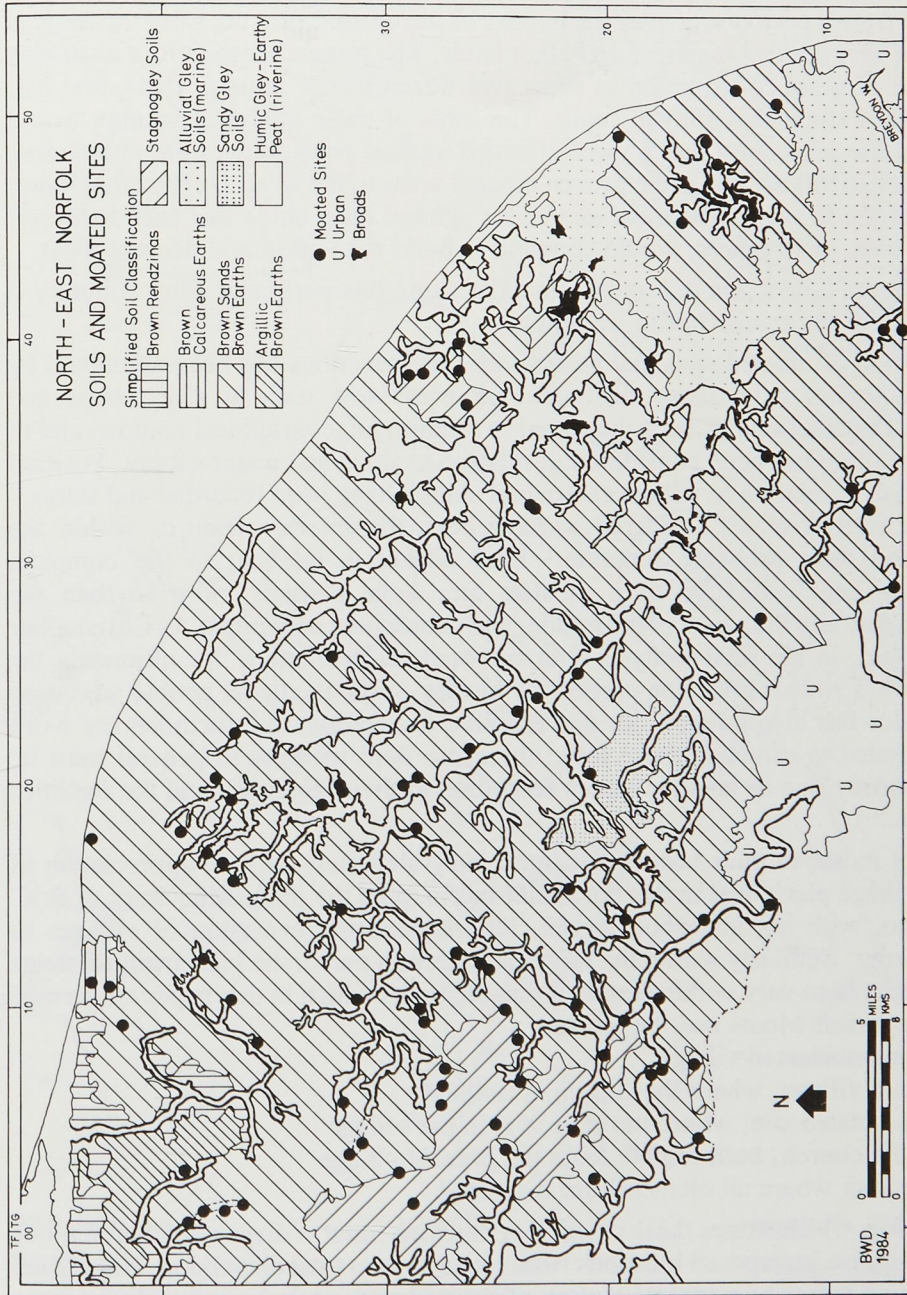 NORTH - EAST NORFOLK
SOILS AND MOATED SITES
Simplified Soil Classification
Brown Rendzinas
Stagnogley Soils
Brown
Calcareous Earths
Alluvial Gley
Soils (marine)
Brown Sands
Brown Earths
Sandy Gley
Soils
Argillic
Brown Earths
Humic Gley-Earthy
Peat (riverine)
Moated Sites
U Urban
Broads
TF|TG
00
10
20
30
40
50
30
20
10
U
U
U
U
U
U
U
BREYDON W.
N
0 5 MILES
0 8 KMS
BWD
1984